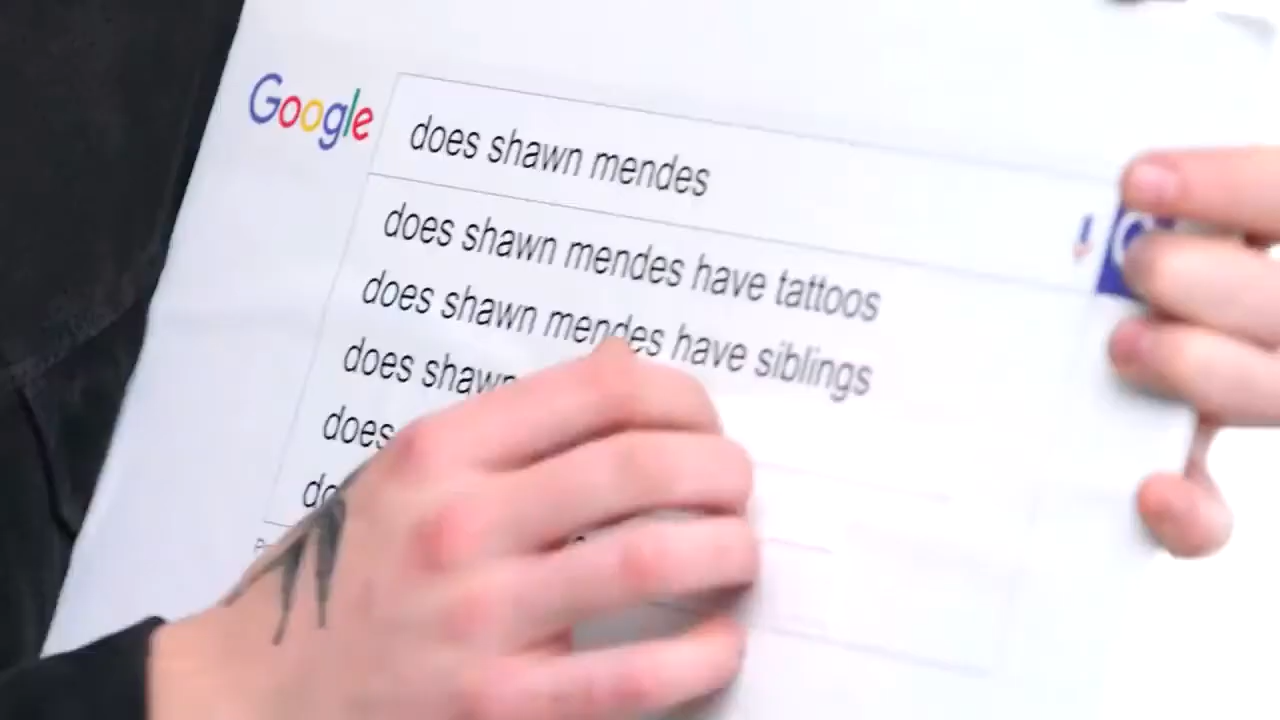 Google
does shawn mendes
does shawn mendes have tattoos
does shawn mendes have siblings
does shawn
does